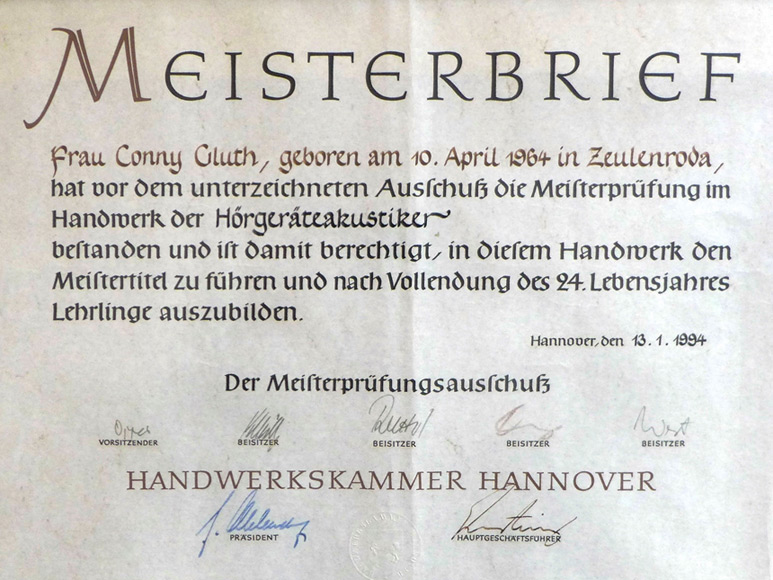 MEISTERBRIEF
Frau Conny Gluth, geboren am 10. April 1964 in Zeulenroda,
hat vor dem unterzeichneten Ausschuß die Meisterprüfung im
Handwerk der Hörgeräteakustiker
bestanden und ist damit berechtigt, in diesem Handwerk den
Meistertitel zu führen und nach Vollendung des 24. Lebensjahres
Lehrlinge auszubilden.
Hannover, den 13.1.1994
Der Meisterprüfungsausschuß
VORSITZENDER BEISITZER BEISITZER BEISITZER BEISITZER
HANDWERKSKAMMER HANNOVER
PRÄSIDENT HAUPTGESCHÄFTSFÜHRER